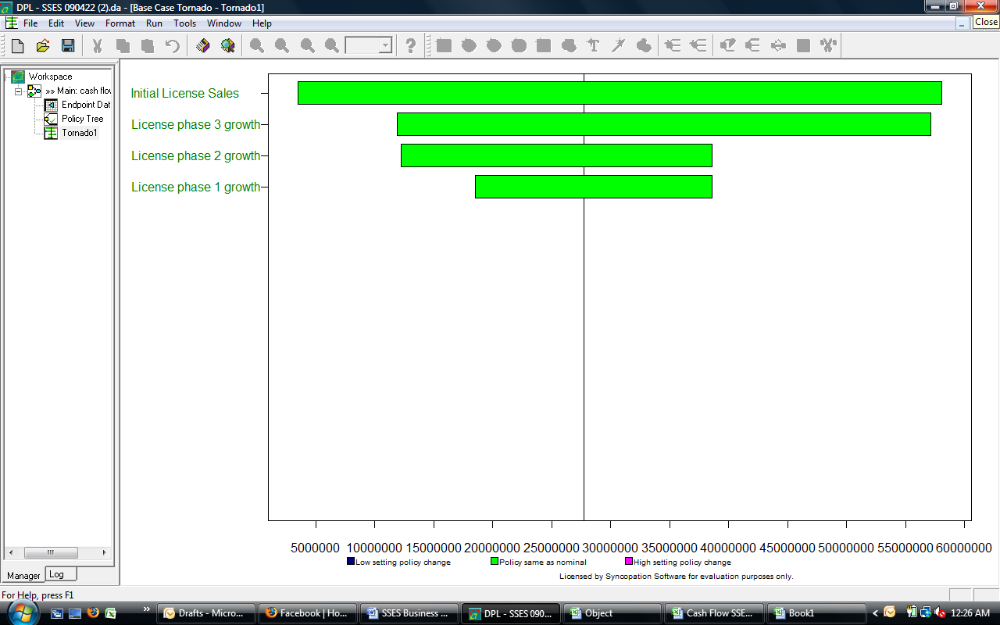 DPL - SSES 090422 (2).da - [Base Case Tornado - Tornado1]
File Edit View Format Run Tools Window Help
Close
Workspace
>> Main: cash flo
Endpoint Dat
Policy Tree
Tornado1
Initial License Sales
License phase 3 growth
License phase 2 growth
License phase 1 growth
5000000 10000000 15000000 20000000 25000000 30000000 35000000 40000000 45000000 50000000 55000000 60000000
Low setting policy change Policy same as nominal High setting policy change
Licensed by Syncopation Software for evaluation purposes only.
Manager Log
For Help, press F1
Drafts - Micro... Facebook | Ho... SSES Business ... DPL - SSES 090... Object Cash Flow SSE... Book1 12:26 AM